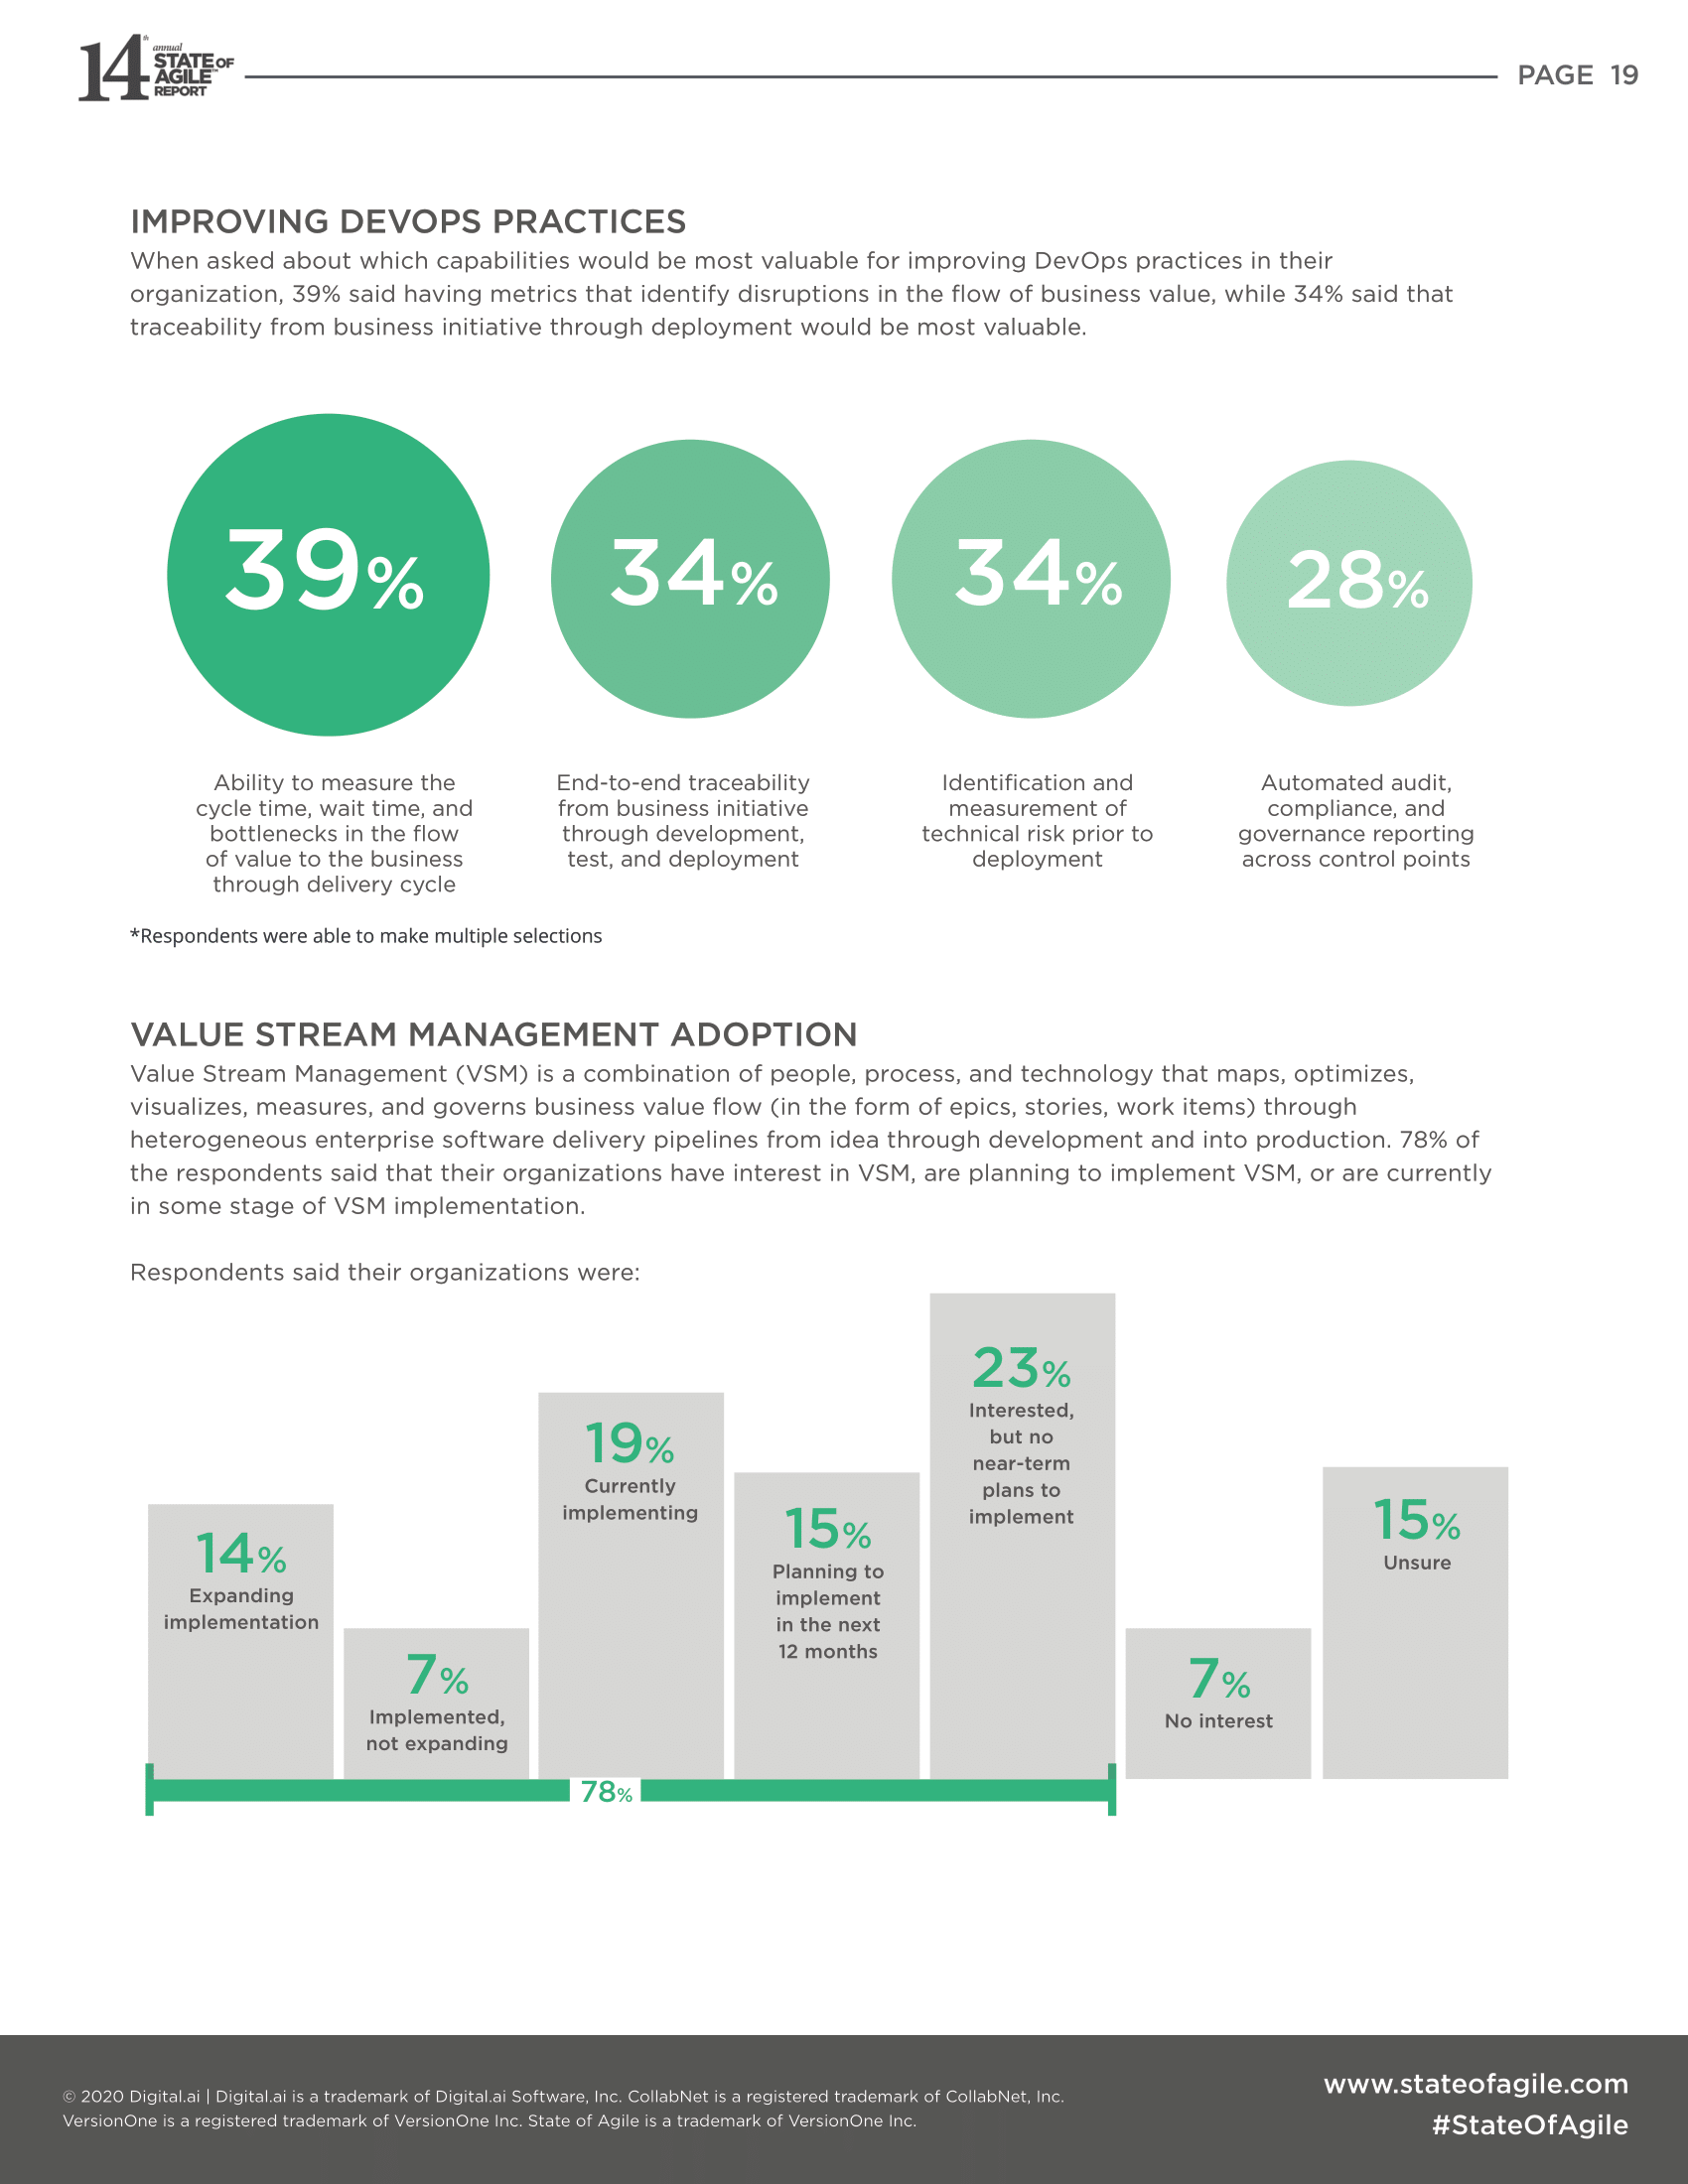 14th annual
STATE OF
AGILE™
REPORT
PAGE 19
IMPROVING DEVOPS PRACTICES
When asked about which capabilities would be most valuable for improving DevOps practices in their
organization, 39% said having metrics that identify disruptions in the flow of business value, while 34% said that
traceability from business initiative through deployment would be most valuable.
39%
34%
34%
28%
Ability to measure the
cycle time, wait time, and
bottlenecks in the flow
of value to the business
through delivery cycle
End-to-end traceability
from business initiative
through development,
test, and deployment
Identification and
measurement of
technical risk prior to
deployment
Automated audit,
compliance, and
governance reporting
across control points
*Respondents were able to make multiple selections
VALUE STREAM MANAGEMENT ADOPTION
Value Stream Management (VSM) is a combination of people, process, and technology that maps, optimizes,
visualizes, measures, and governs business value flow (in the form of epics, stories, work items) through
heterogeneous enterprise software delivery pipelines from idea through development and into production. 78% of
the respondents said that their organizations have interest in VSM, are planning to implement VSM, or are currently
in some stage of VSM implementation.
Respondents said their organizations were:
14%
Expanding
implementation
7%
Implemented,
not expanding
19%
Currently
implementing
15%
Planning to
implement
in the next
12 months
23%
Interested,
but no
near-term
plans to
implement
7%
No interest
15%
Unsure
78%
© 2020 Digital.ai | Digital.ai is a trademark of Digital.ai Software, Inc. CollabNet is a registered trademark of CollabNet, Inc.
VersionOne is a registered trademark of VersionOne Inc. State of Agile is a trademark of VersionOne Inc.
www.stateofagile.com
#StateOfAgile